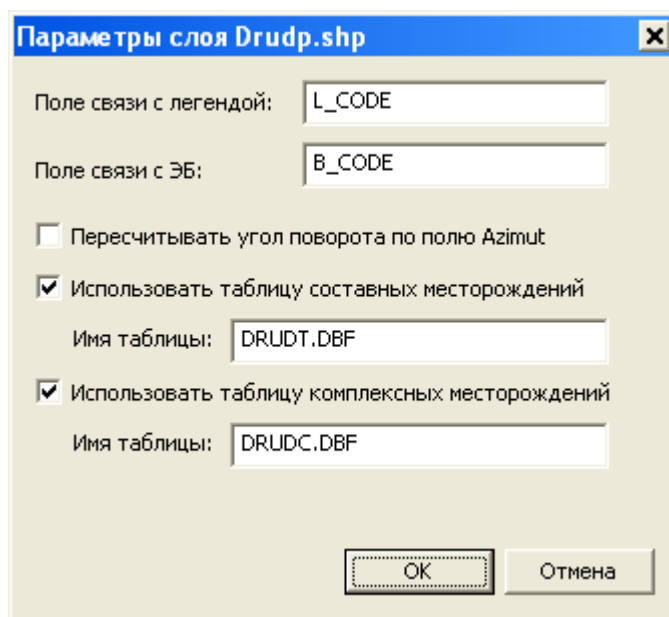 Параметры слоя Drudp.shp
Поле связи с легендой: L_CODE
Поле связи с ЭБ: B_CODE
Пересчитывать угол поворота по полю Azimut
Использовать таблицу составных месторождений
Имя таблицы: DRUDT.DBF
Использовать таблицу комплексных месторождений
Имя таблицы: DRUDC.DBF
OK Отмена